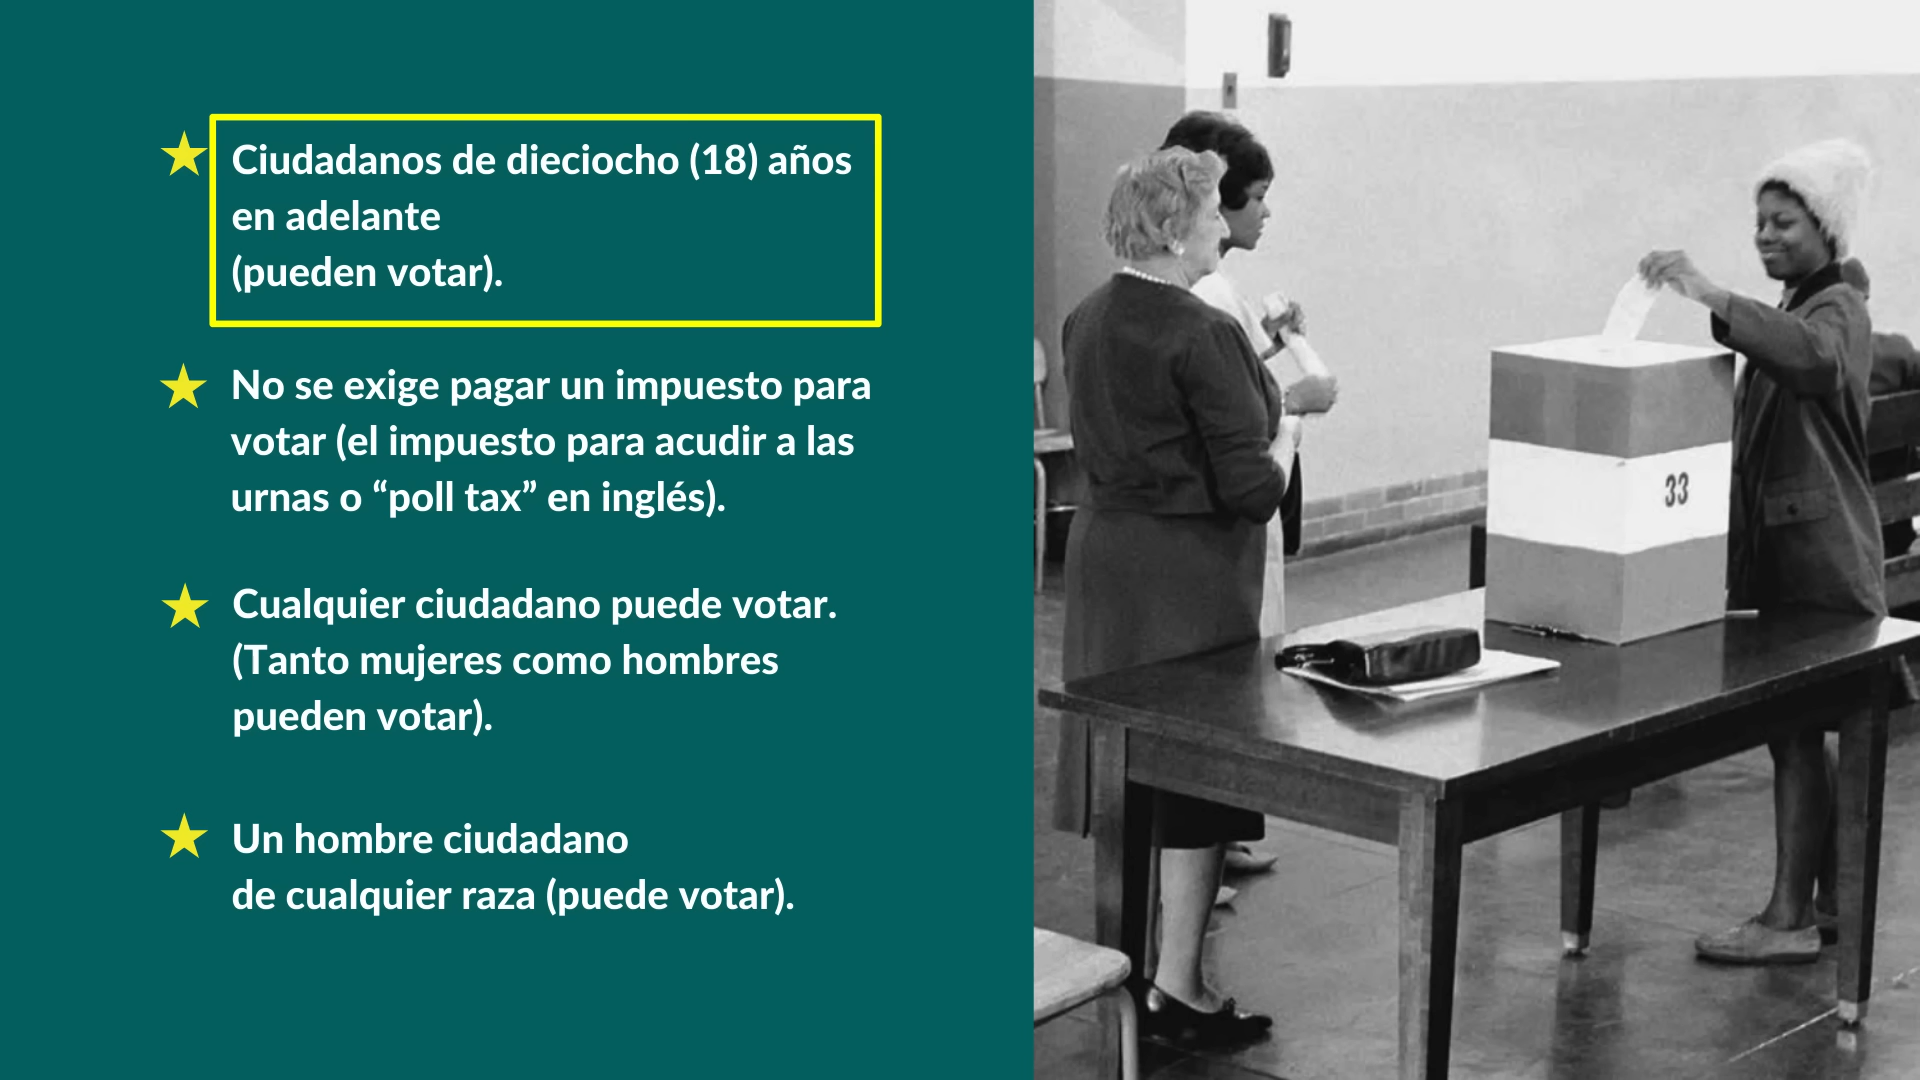 Ciudadanos de dieciocho (18) años
en adelante
(pueden votar).
No se exige pagar un impuesto para
votar (el impuesto para acudir a las
urnas o “poll tax” en inglés).
Cualquier ciudadano puede votar.
(Tanto mujeres como hombres
pueden votar).
Un hombre ciudadano
de cualquier raza (puede votar).
33